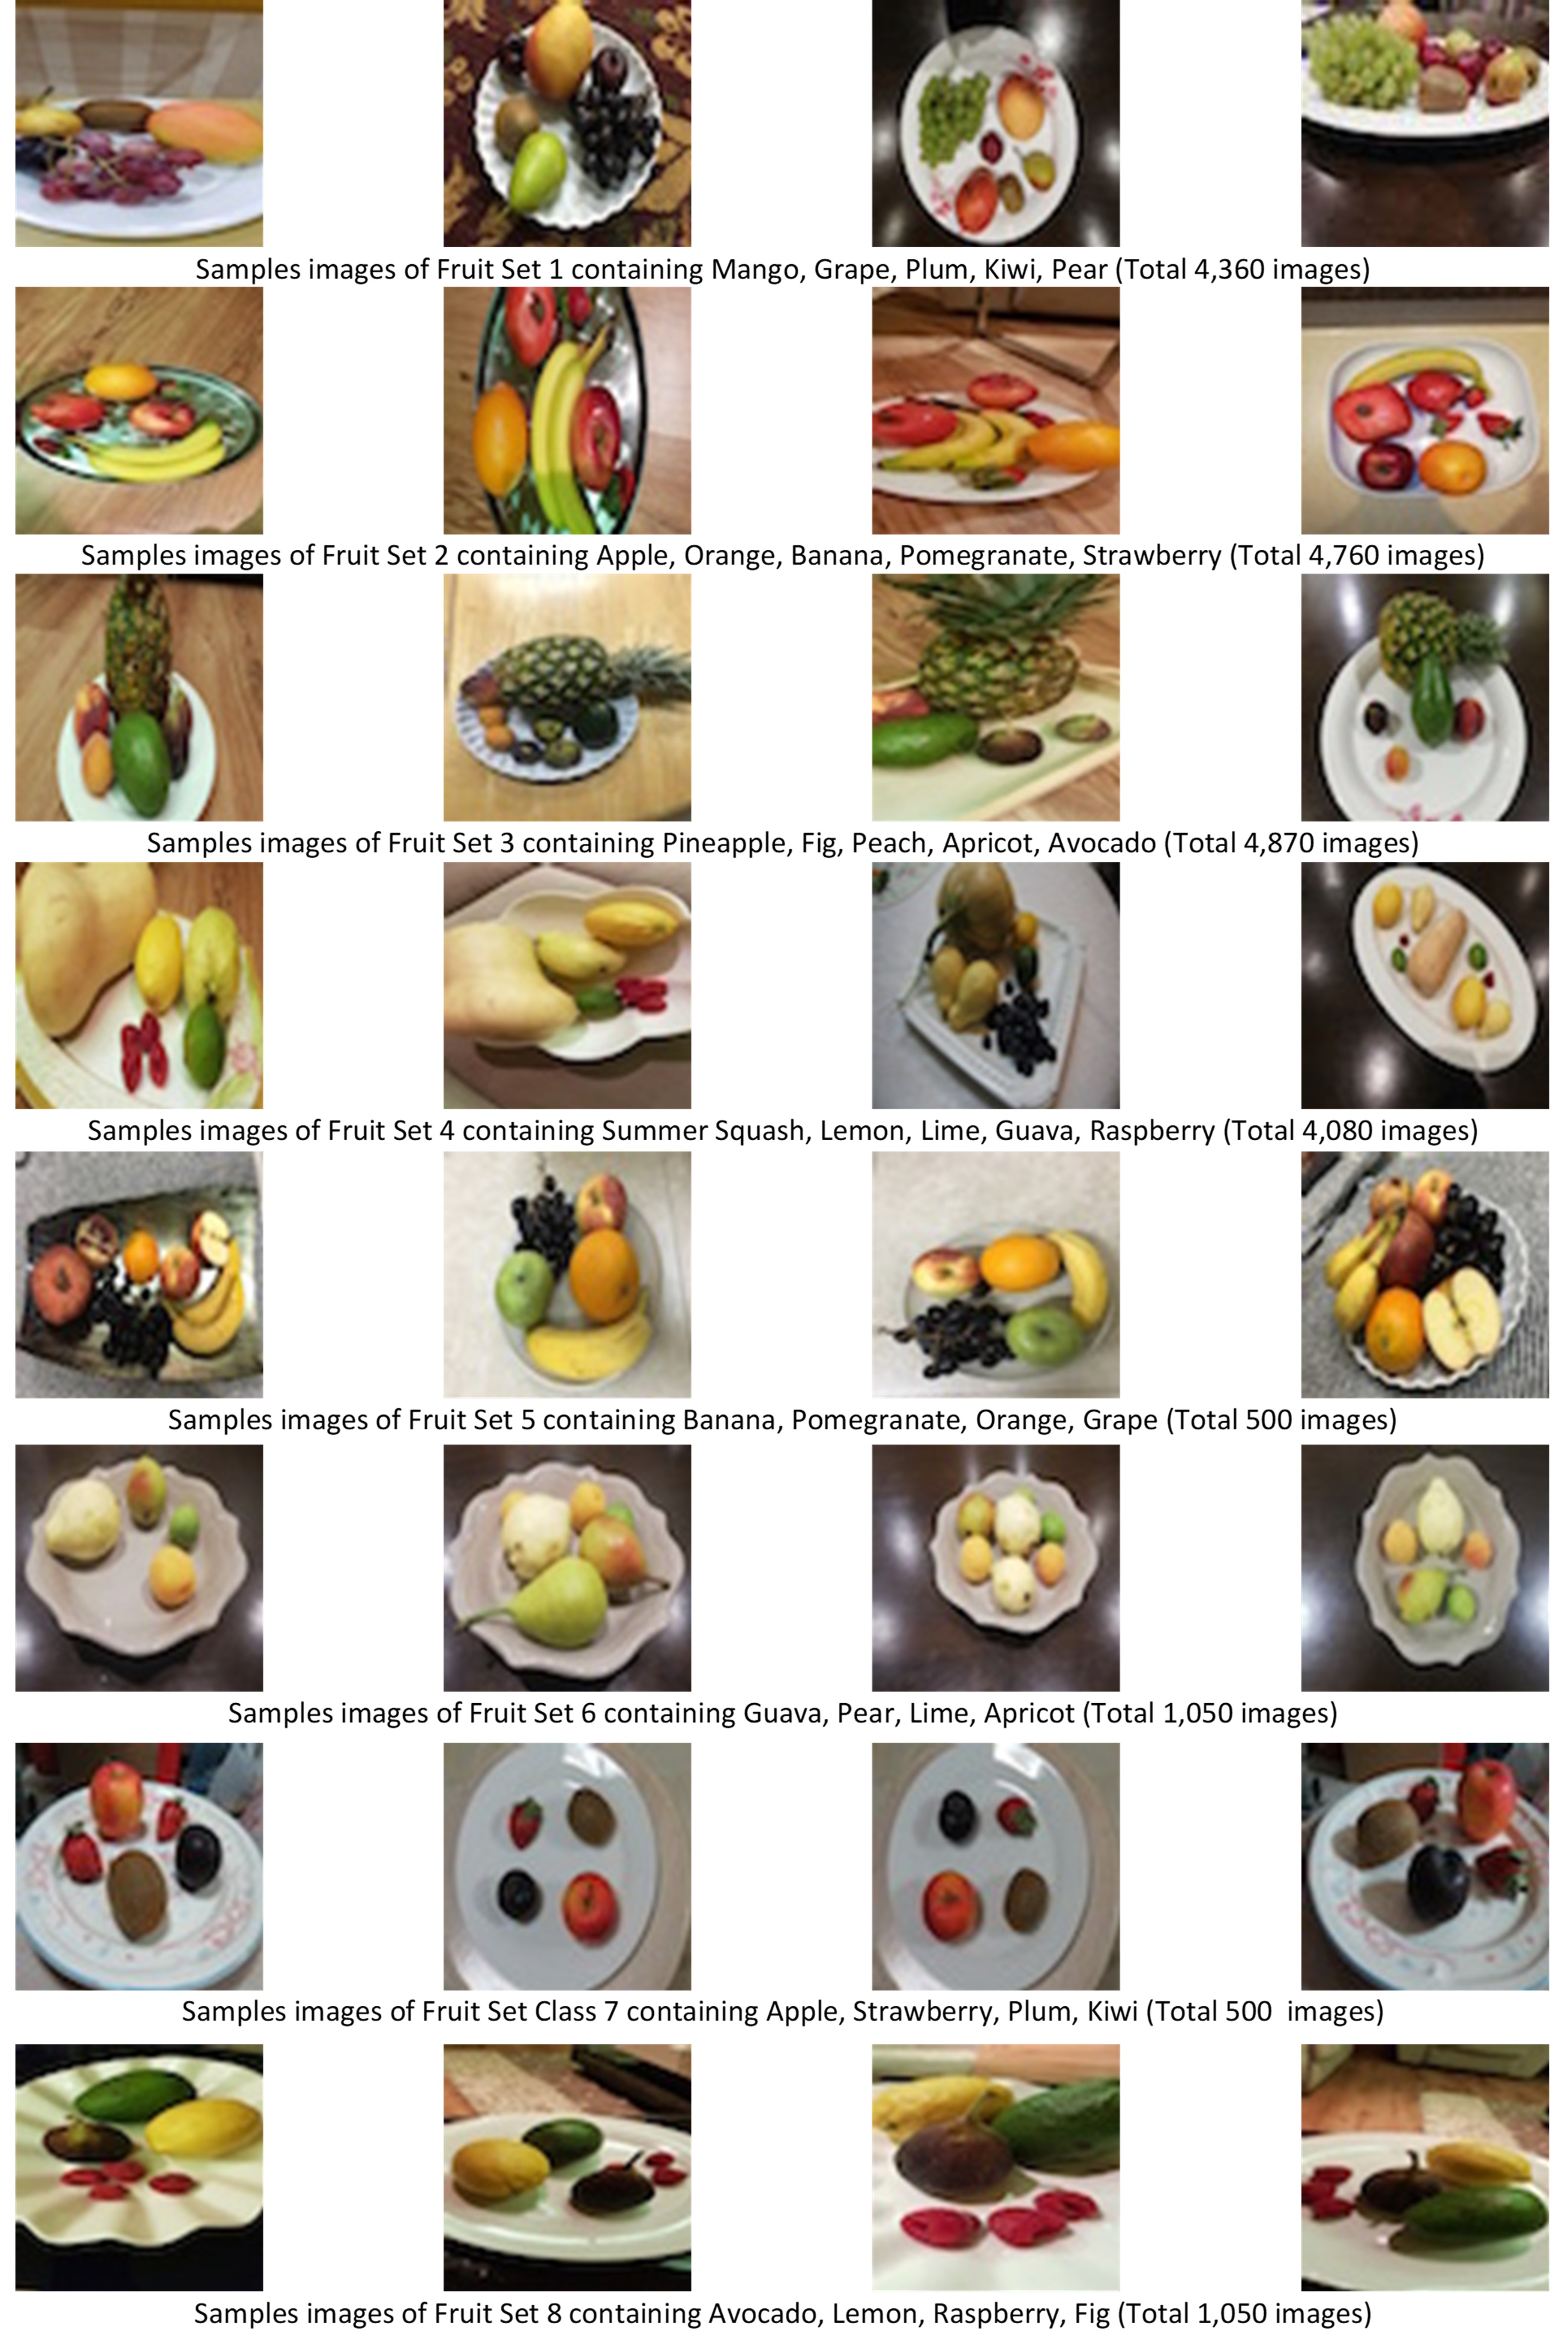 Samples images of Fruit Set 1 containing Mango, Grape, Plum, Kiwi, Pear (Total 4,360 images)
Samples images of Fruit Set 2 containing Apple, Orange, Banana, Pomegranate, Strawberry (Total 4,760 images)
Samples images of Fruit Set 3 containing Pineapple, Fig, Peach, Apricot, Avocado (Total 4,870 images)
Samples images of Fruit Set 4 containing Summer Squash, Lemon, Lime, Guava, Raspberry (Total 4,080 images)
Samples images of Fruit Set 5 containing Banana, Pomegranate, Orange, Grape (Total 500 images)
Samples images of Fruit Set 6 containing Guava, Pear, Lime, Apricot (Total 1,050 images)
Samples images of Fruit Set Class 7 containing Apple, Strawberry, Plum, Kiwi (Total 500  images)
Samples images of Fruit Set 8 containing Avocado, Lemon, Raspberry, Fig (Total 1,050 images)